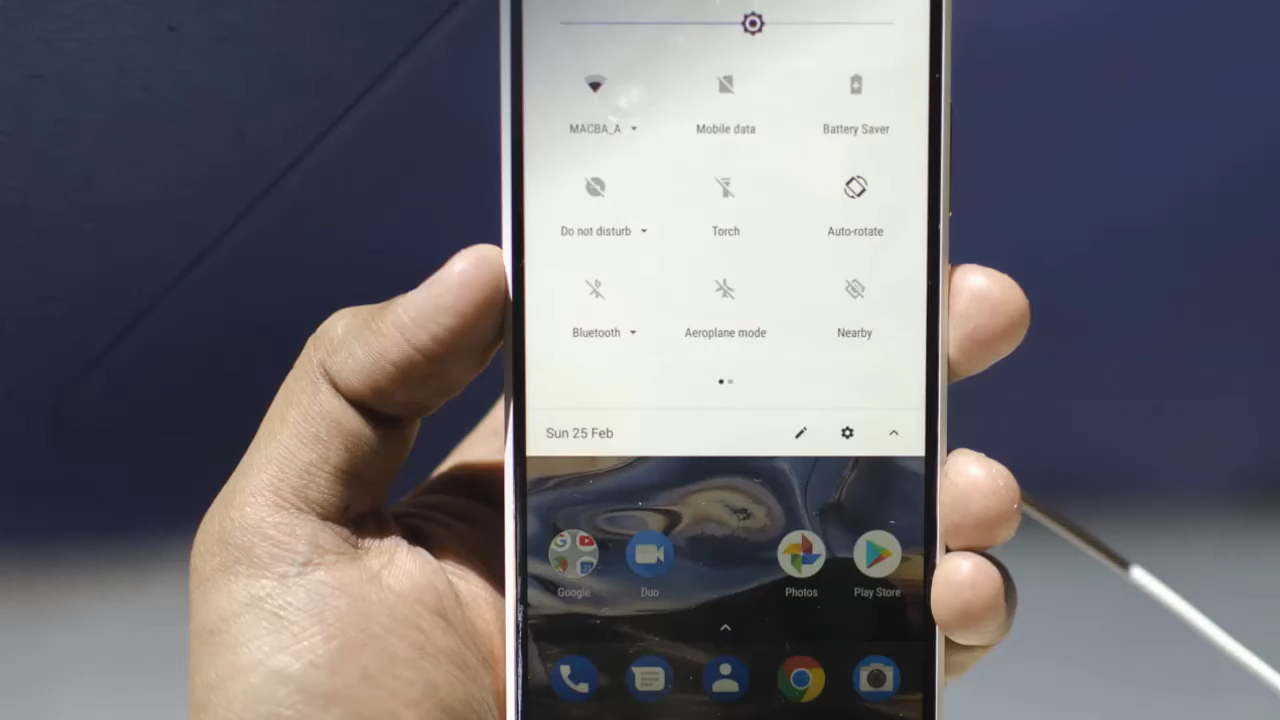 MACBA_A
Mobile data
Battery Saver
Do not disturb
Torch
Auto-rotate
Bluetooth
Aeroplane mode
Nearby
Sun 25 Feb
Google
Duo
Photos
Play Store